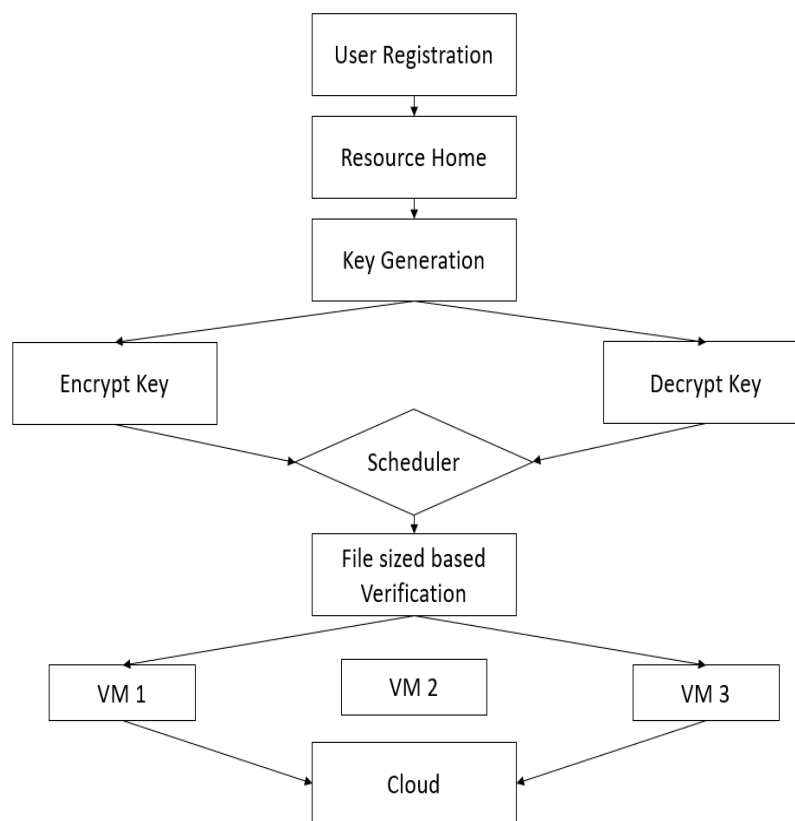 User Registration
Resource Home
Key Generation
Encrypt Key
Decrypt Key
Scheduler
File sized based
Verification
VM 1
VM 2
VM 3
Cloud